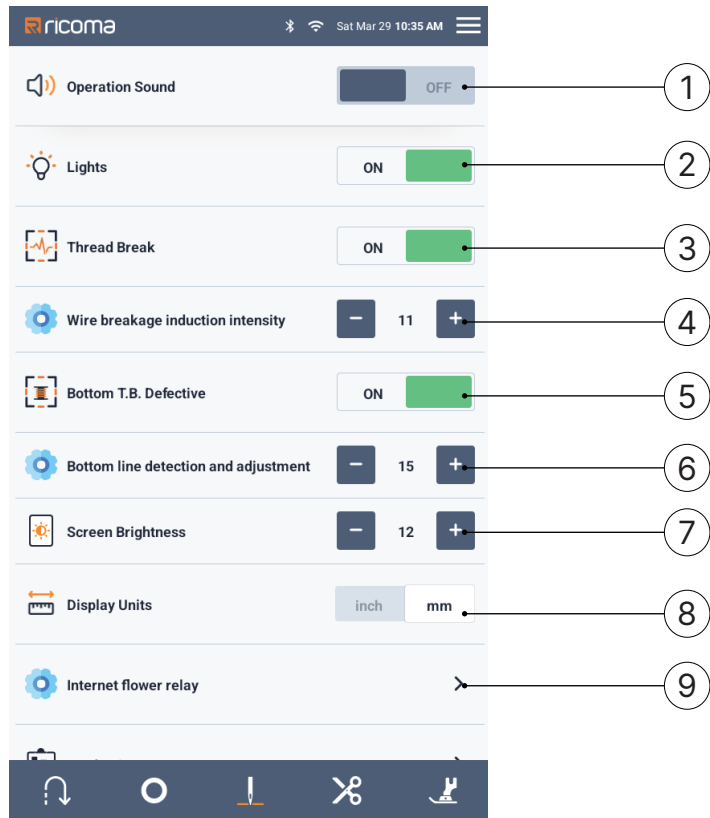 ricoma
Sat Mar 29 10:35 AM
Operation Sound OFF 1
Lights ON 2
Thread Break ON 3
Wire breakage induction intensity − 11 + 4
Bottom T.B. Defective ON 5
Bottom line detection and adjustment − 15 + 6
Screen Brightness − 12 + 7
Display Units inch mm 8
Internet flower relay 9